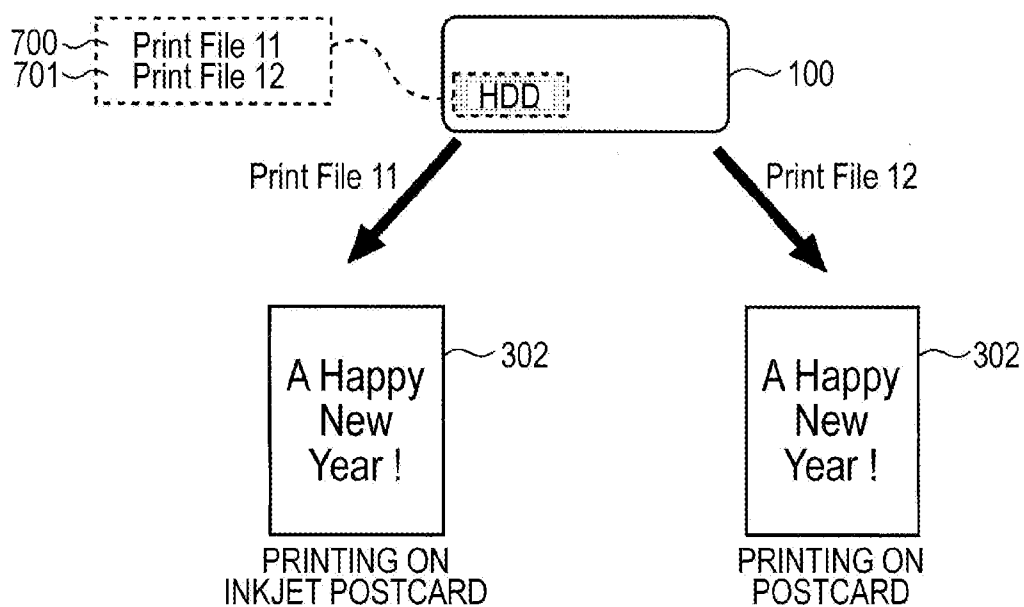 700 Print File 11
701 Print File 12
HDD
100
Print File 11
Print File 12
A Happy
New
Year !
302
A Happy
New
Year !
302
PRINTING ON
INKJET POSTCARD
PRINTING ON
POSTCARD